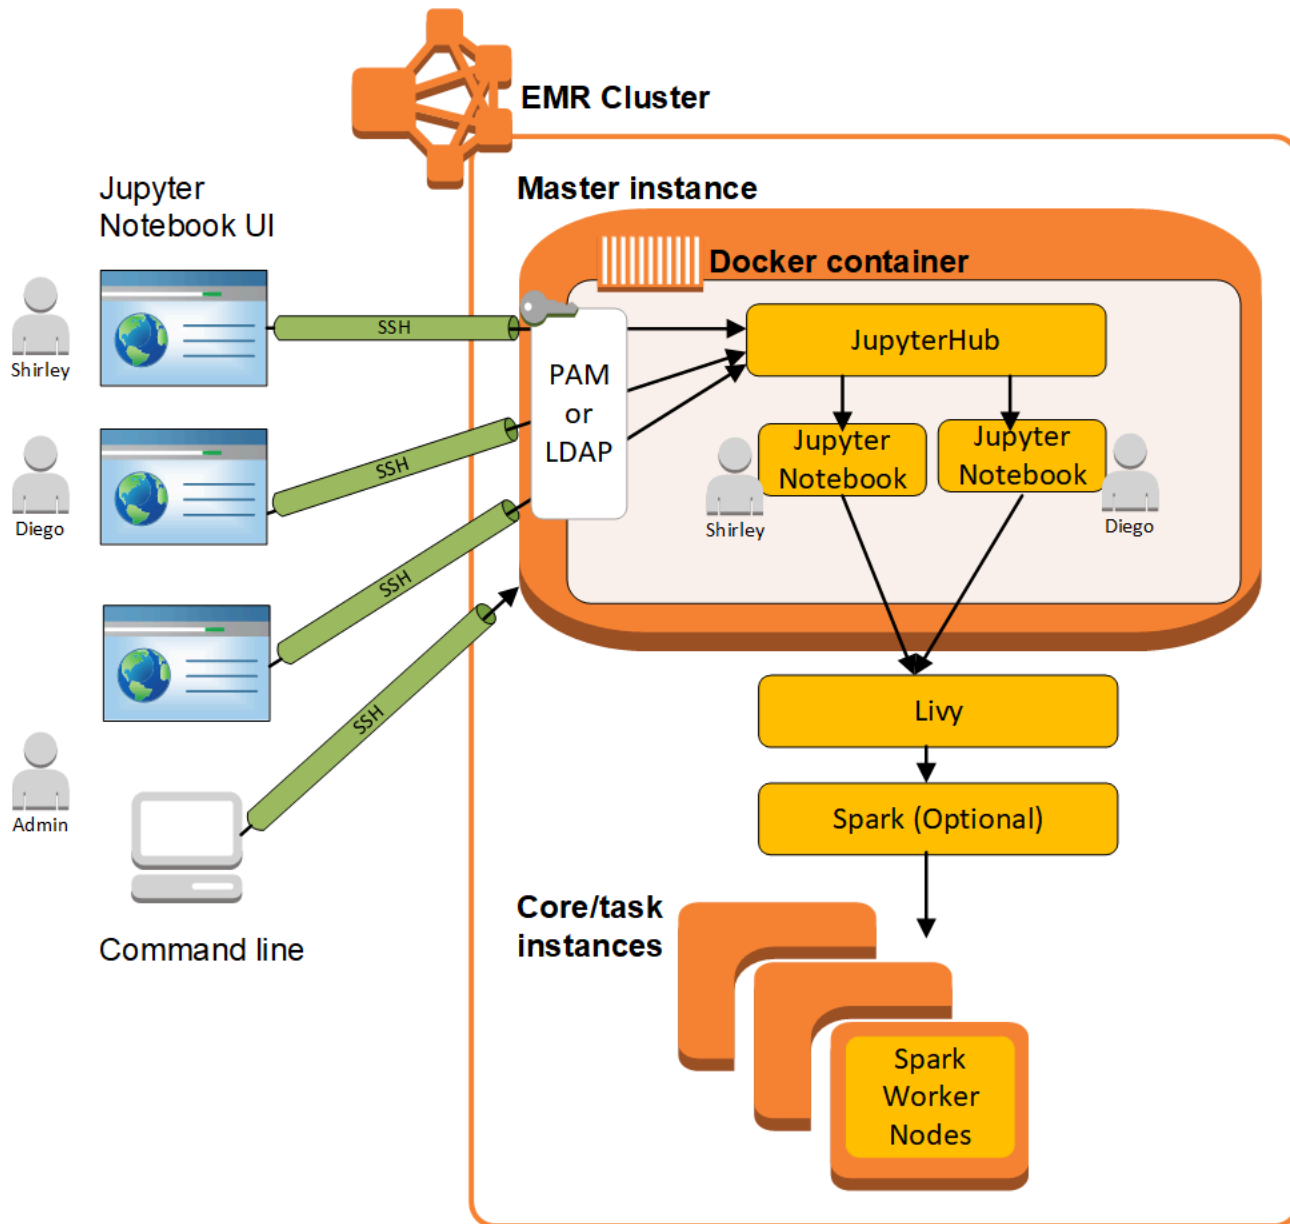 EMR Cluster
Master instance
Jupyter
Notebook UI
Docker container
Shirley
SSH
JupyterHub
PAM
or
LDAP
Diego
SSH
Jupyter
Notebook
Jupyter
Notebook
Shirley
Diego
SSH
SSH
Livy
Admin
Spark (Optional)
Command line
Core/task
instances
Spark
Worker
Nodes